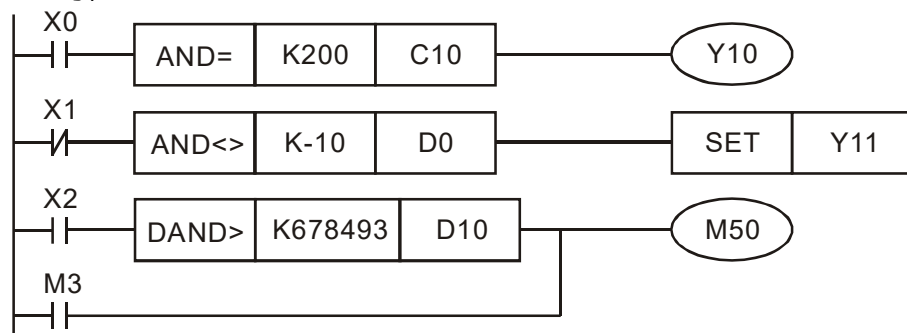 X0
AND= K200 C10 Y10
X1
AND<> K-10 D0 SET Y11
X2
DAND> K678493 D10 M50
M3